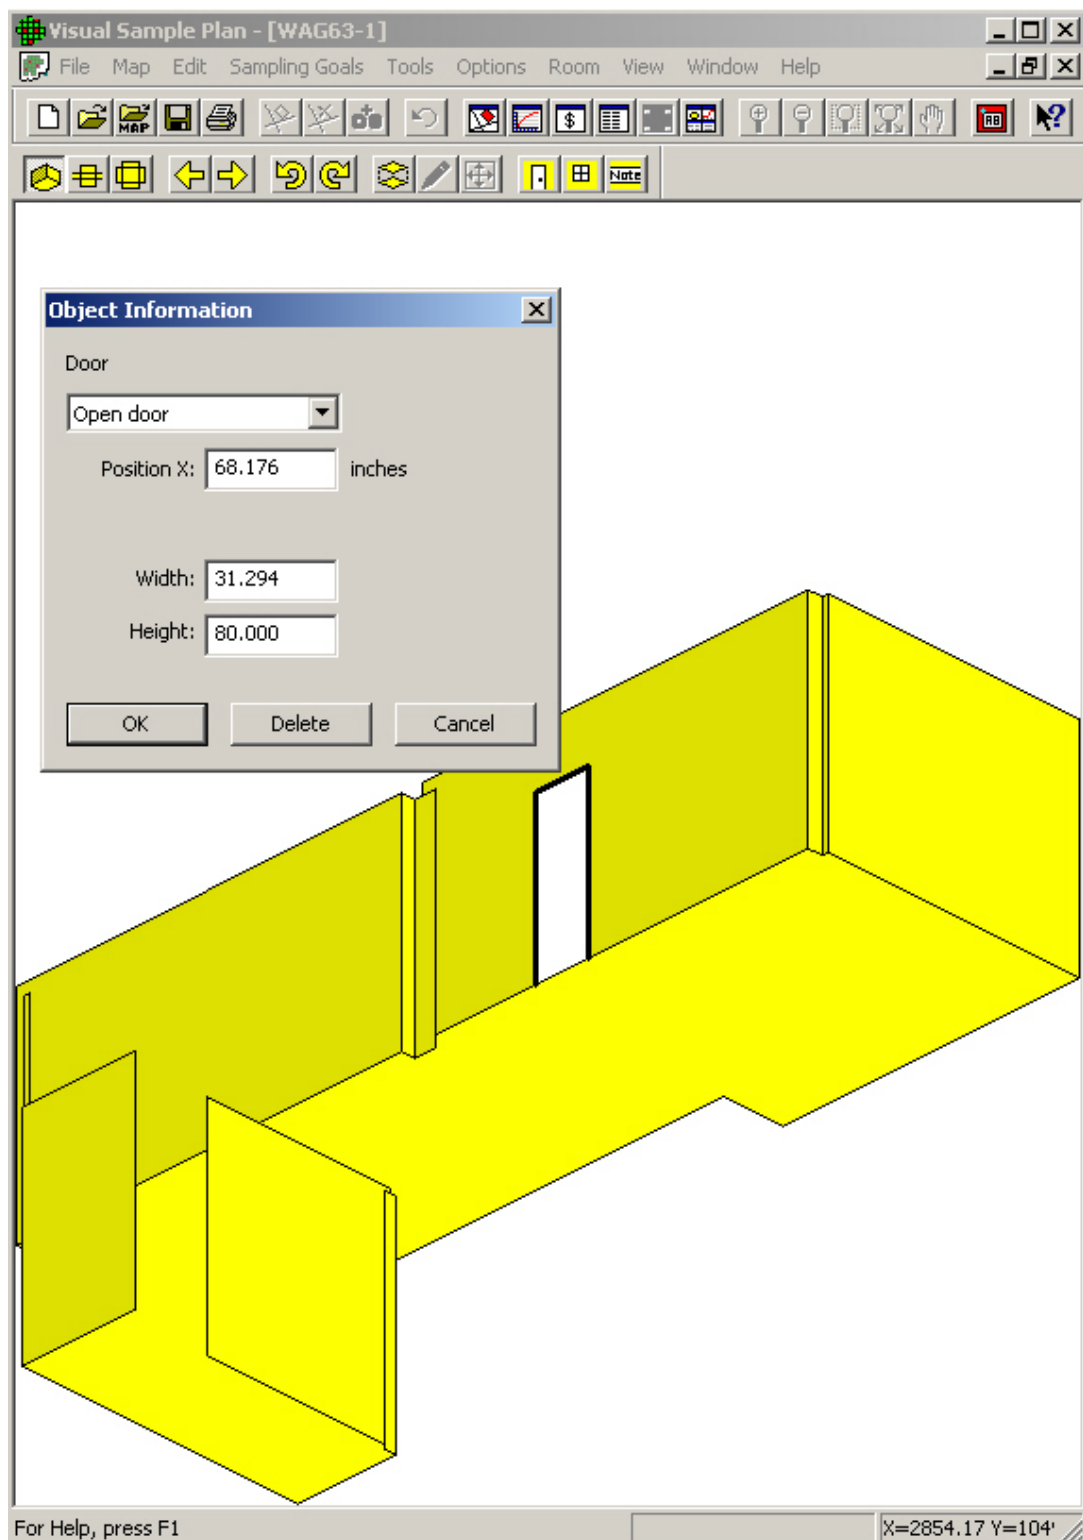 Visual Sample Plan - [WAG63-1]
File Map Edit Sampling Goals Tools Options Room View Window Help
MAP $ AB ?
Note
Object Information
Door
Open door
Position X: 68.176 inches
Width: 31.294
Height: 80.000
OK Delete Cancel
For Help, press F1 X=2854.17 Y=104